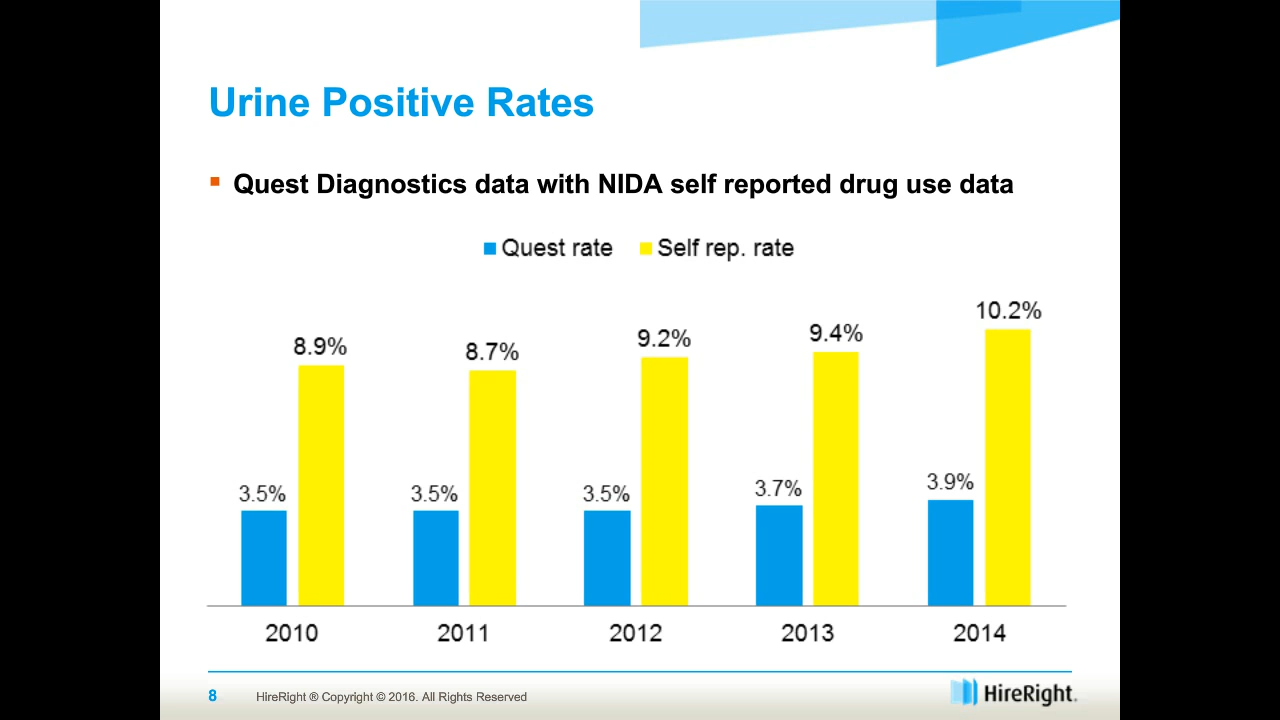 Urine Positive Rates
▪ Quest Diagnostics data with NIDA self reported drug use data
Quest rate Self rep. rate
10.2%
9.4%
9.2%
8.9%
8.7%
3.9%
3.7%
3.5% 3.5% 3.5%
2010 2011 2012 2013 2014
8 HireRight ® Copyright © 2016. All Rights Reserved HireRight.